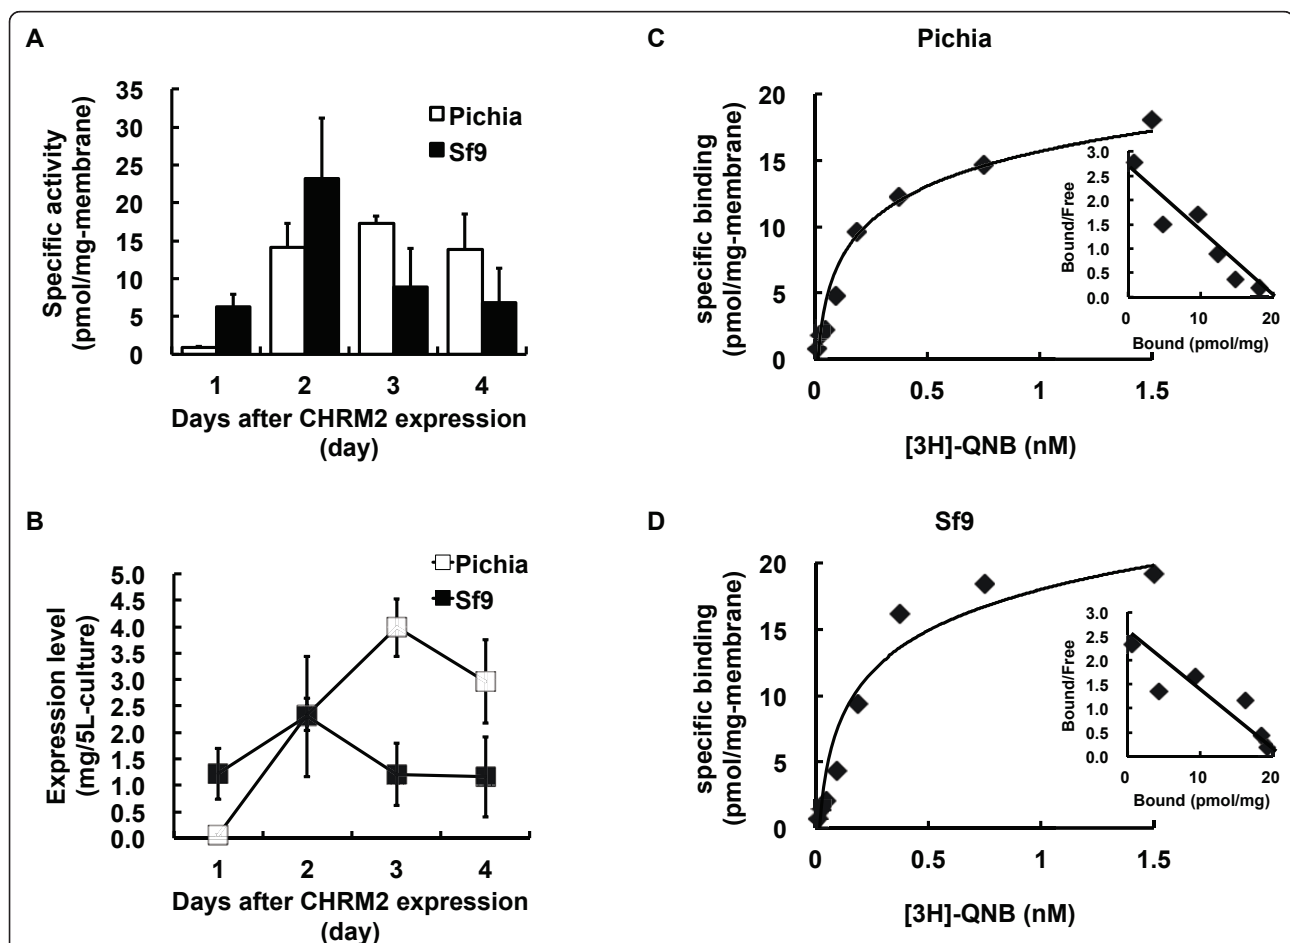 A
35
30
25
20
15
10
5
0
Specific activity
(pmol/mg-membrane)
Pichia
Sf9
1 2 3 4
Days after CHRM2 expression
(day)
B
5.0
4.5
4.0
3.5
3.0
2.5
2.0
1.5
1.0
0.5
0.0
Expression level
(mg/5L-culture)
Pichia
Sf9
1 2 3 4
Days after CHRM2 expression
(day)
C
Pichia
20
15
10
5
0
specific binding
(pmol/mg-membrane)
0 0.5 1 1.5
[3H]-QNB (nM)
3.0
2.5
2.0
1.5
1.0
0.5
0.0
Bound/Free
0 10 20
Bound (pmol/mg)
D
Sf9
20
15
10
5
0
specific binding
(pmol/mg-membrane)
0 0.5 1 1.5
[3H]-QNB (nM)
3.0
2.5
2.0
1.5
1.0
0.5
0.0
Bound/Free
0 10 20
Bound (pmol/mg)